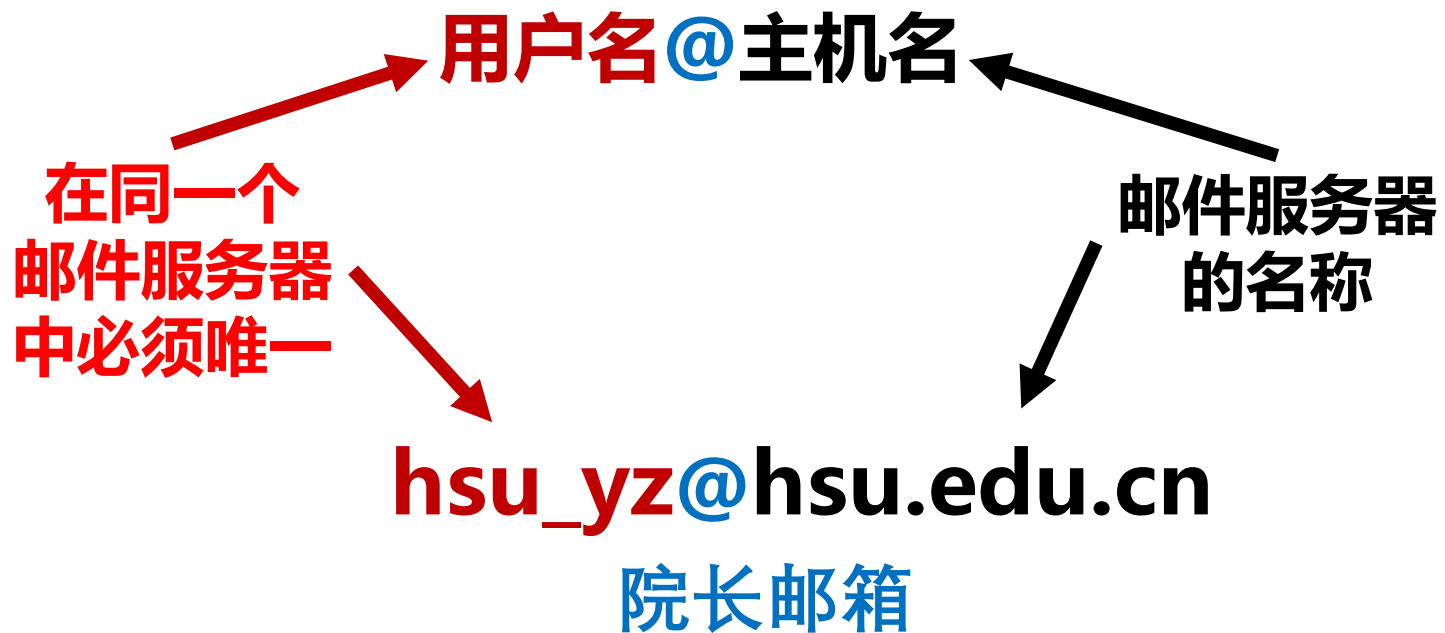 用户名@主机名
在同一个
邮件服务器
中必须唯一
邮件服务器
的名称
hsu_yz@hsu.edu.cn
院长邮箱